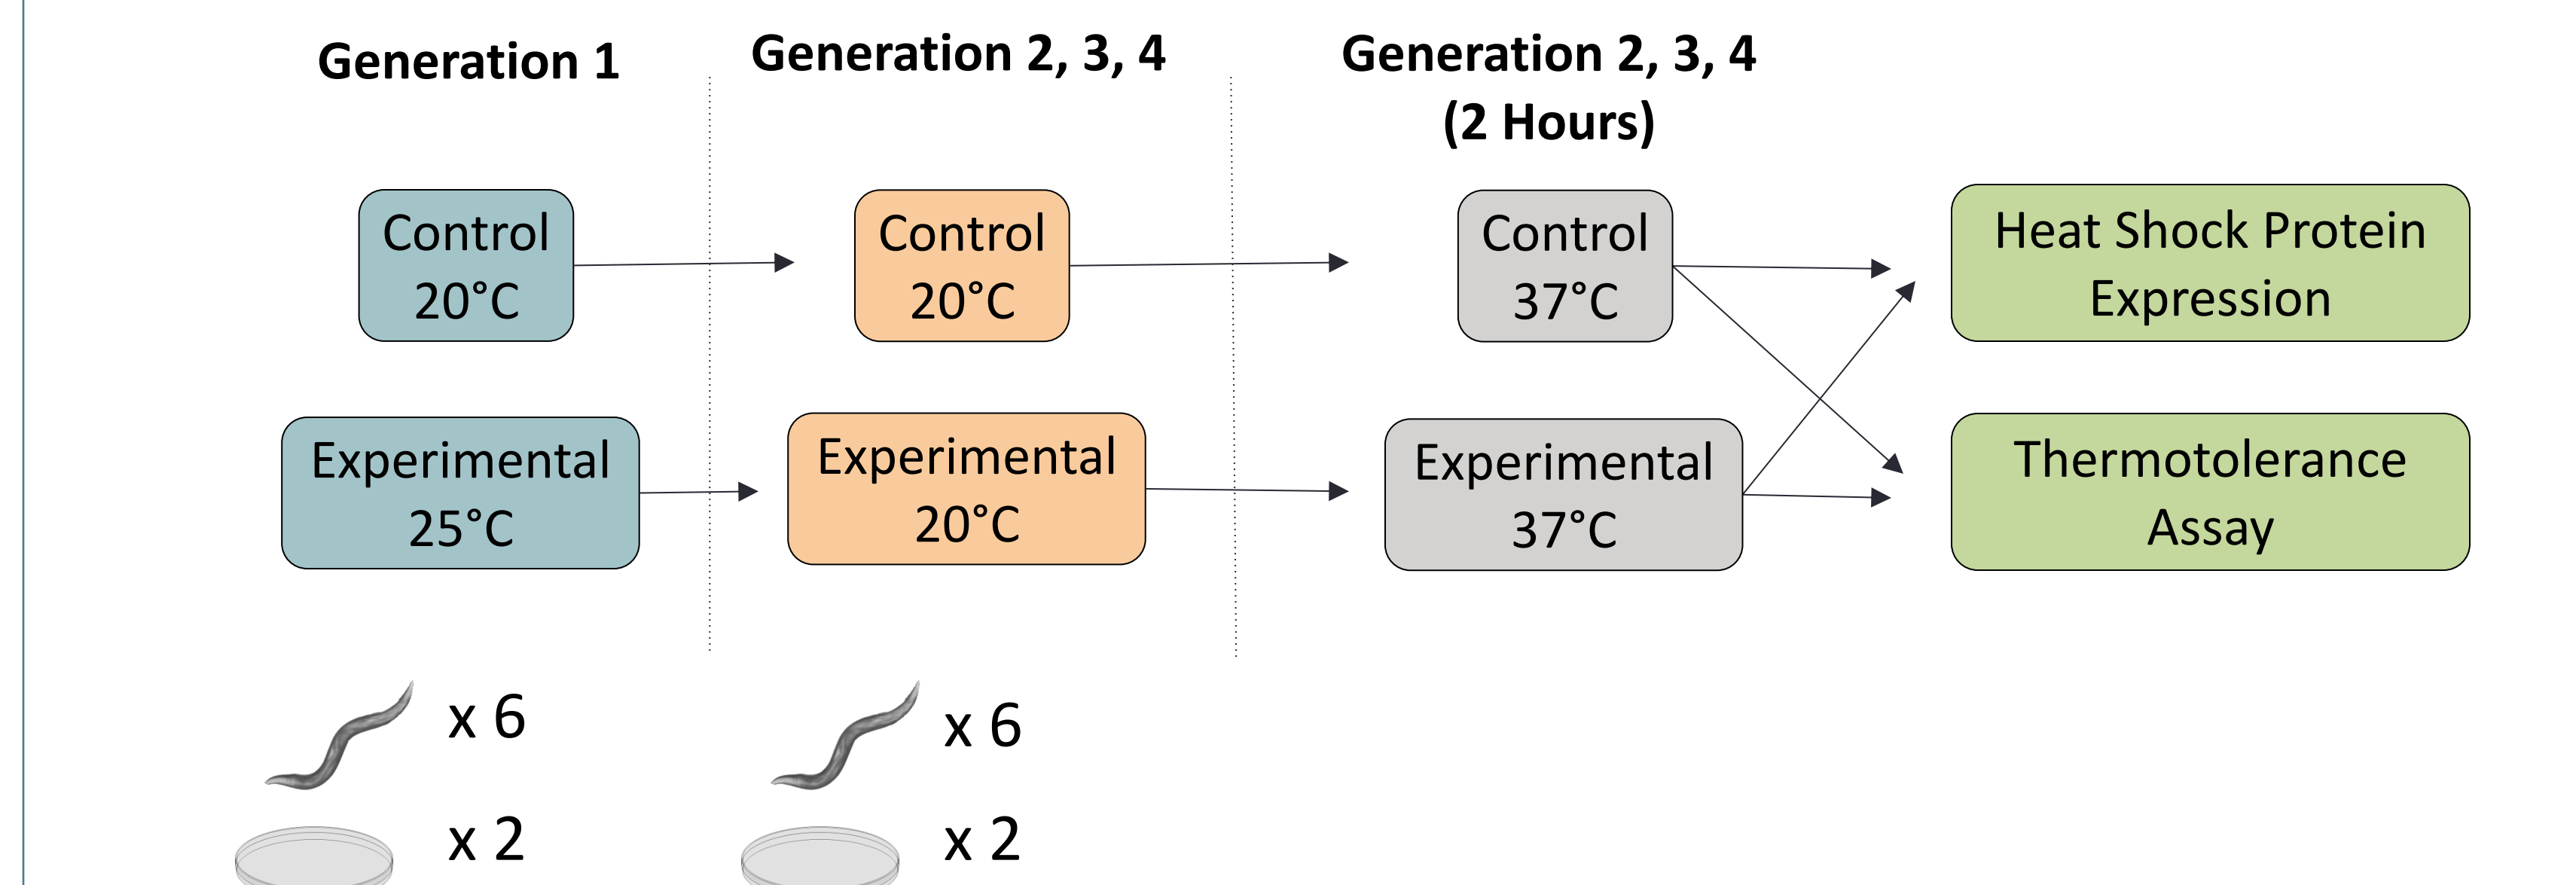 Generation 1
Generation 2, 3, 4
Generation 2, 3, 4
(2 Hours)
Control
20°C
Control
20°C
Control
37°C
Heat Shock Protein
Expression
Experimental
25°C
Experimental
20°C
Experimental
37°C
Thermotolerance
Assay
x 6
x 6
x 2
x 2